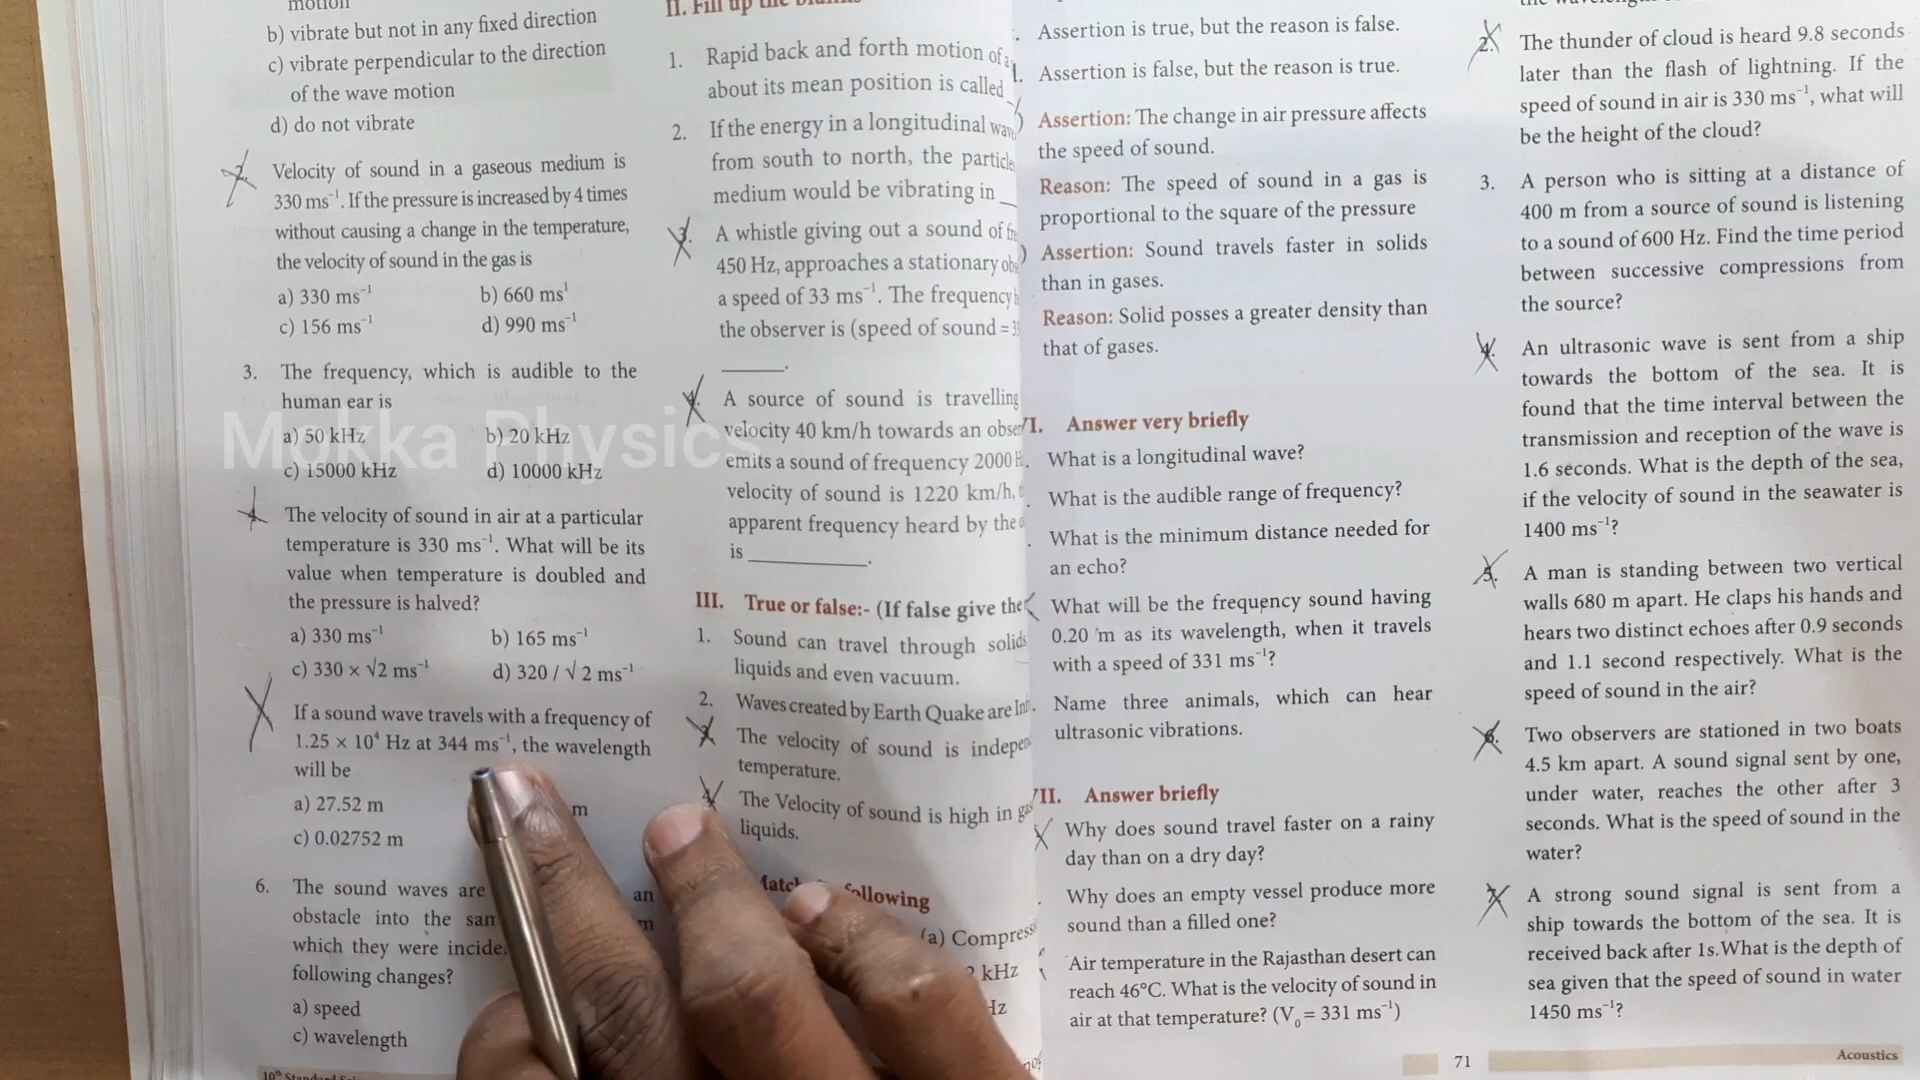 motion
b) vibrate but not in any fixed direction
c) vibrate perpendicular to the direction
of the wave motion
d) do not vibrate
2. Velocity of sound in a gaseous medium is
330 ms⁻¹. If the pressure is increased by 4 times
without causing a change in the temperature,
the velocity of sound in the gas is
a) 330 ms⁻¹ b) 660 ms¹
c) 156 ms⁻¹ d) 990 ms⁻¹
3. The frequency, which is audible to the
human ear is
a) 50 kHz b) 20 kHz
c) 15000 kHz d) 10000 kHz
4. The velocity of sound in air at a particular
temperature is 330 ms⁻¹. What will be its
value when temperature is doubled and
the pressure is halved?
a) 330 ms⁻¹ b) 165 ms⁻¹
c) 330 × √2 ms⁻¹ d) 320 / √ 2 ms⁻¹
If a sound wave travels with a frequency of
1.25 × 10⁴ Hz at 344 ms⁻¹, the wavelength
will be
a) 27.52 m m
c) 0.02752 m
6. The sound waves are an
obstacle into the
which they were
following changes?
a) speed
c) wavelength
10th Standard
II. Fill up the blanks
1. Rapid back and forth motion of
about its mean position is called
2. If the energy in a longitudinal
from south to north, the
medium would be vibrating in __
3. A whistle giving out a sound of
450 Hz, approaches a stationary
a speed of 33 ms⁻¹. The frequency
the observer is (speed of sound =
______.
4. A source of sound is travelling
velocity 40 km/h towards an
emits a sound of frequency 2000
velocity of sound is 1220 km/h,
apparent frequency heard by the
is ____________.
III. True or false:- (If false give the
1. Sound can travel through solids
liquids and even vacuum.
2. Waves created by Earth Quake are
3. The velocity of sound is
temperature.
4. The Velocity of sound is high in
liquids.
following
(a)
kHz
Hz
Assertion is true, but the reason is false.
Assertion is false, but the reason is true.
Assertion: The change in air pressure affects
the speed of sound.
Reason: The speed of sound in a gas is
proportional to the square of the pressure
Assertion: Sound travels faster in solids
than in gases.
Reason: Solid posses a greater density than
that of gases.
VI. Answer very briefly
What is a longitudinal wave?
What is the audible range of frequency?
What is the minimum distance needed for
an echo?
What will be the frequency sound having
0.20 m as its wavelength, when it travels
with a speed of 331 ms⁻¹?
Name three animals, which can hear
ultrasonic vibrations.
VII. Answer briefly
Why does sound travel faster on a rainy
day than on a dry day?
Why does an empty vessel produce more
sound than a filled one?
Air temperature in the Rajasthan desert can
reach 46°C. What is the velocity of sound in
air at that temperature? (V₀ = 331 ms⁻¹)
2. The thunder of cloud is heard 9.8 seconds
later than the flash of lightning. If the
speed of sound in air is 330 ms⁻¹, what will
be the height of the cloud?
3. A person who is sitting at a distance of
400 m from a source of sound is listening
to a sound of 600 Hz. Find the time period
between successive compressions from
the source?
4. An ultrasonic wave is sent from a ship
towards the bottom of the sea. It is
found that the time interval between the
transmission and reception of the wave is
1.6 seconds. What is the depth of the sea,
if the velocity of sound in the seawater is
1400 ms⁻¹?
5. A man is standing between two vertical
walls 680 m apart. He claps his hands and
hears two distinct echoes after 0.9 seconds
and 1.1 second respectively. What is the
speed of sound in the air?
6. Two observers are stationed in two boats
4.5 km apart. A sound signal sent by one,
under water, reaches the other after 3
seconds. What is the speed of sound in the
water?
7. A strong sound signal is sent from a
ship towards the bottom of the sea. It is
received back after 1s.What is the depth of
sea given that the speed of sound in water
1450 ms⁻¹?
71 Acoustics
Mokka Physics